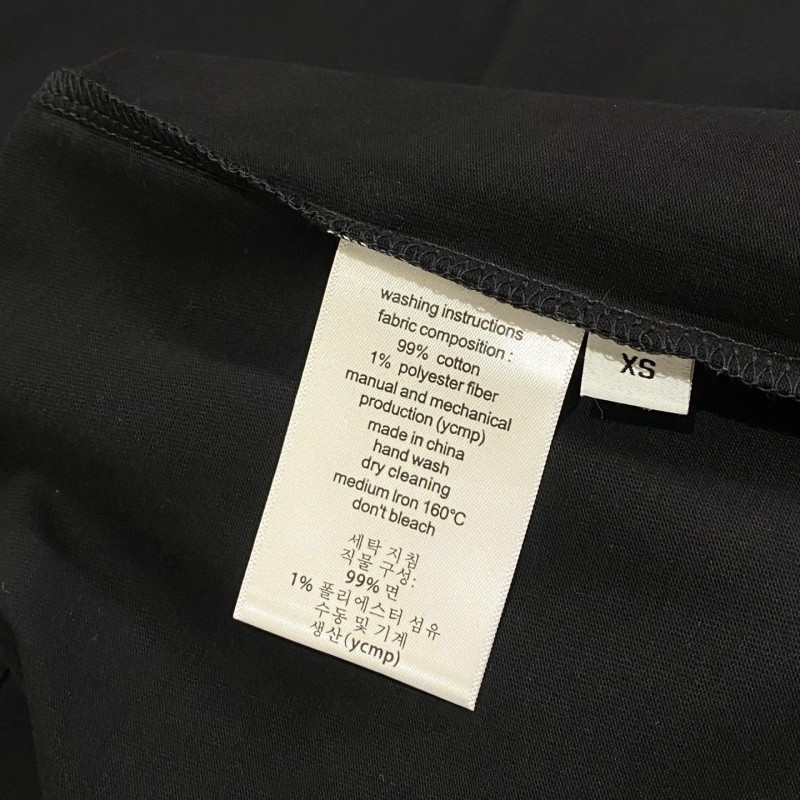 washing instructions
fabric composition :
99% cotton
1% polyester fiber
manual and mechanical
production (ycmp)
made in china
hand wash
dry cleaning
medium Iron 160℃
don't bleach
세탁 지침
직물 구성:
99% 면
1% 폴리에스터 섬유
수동 및 기계
생산(ycmp)
XS